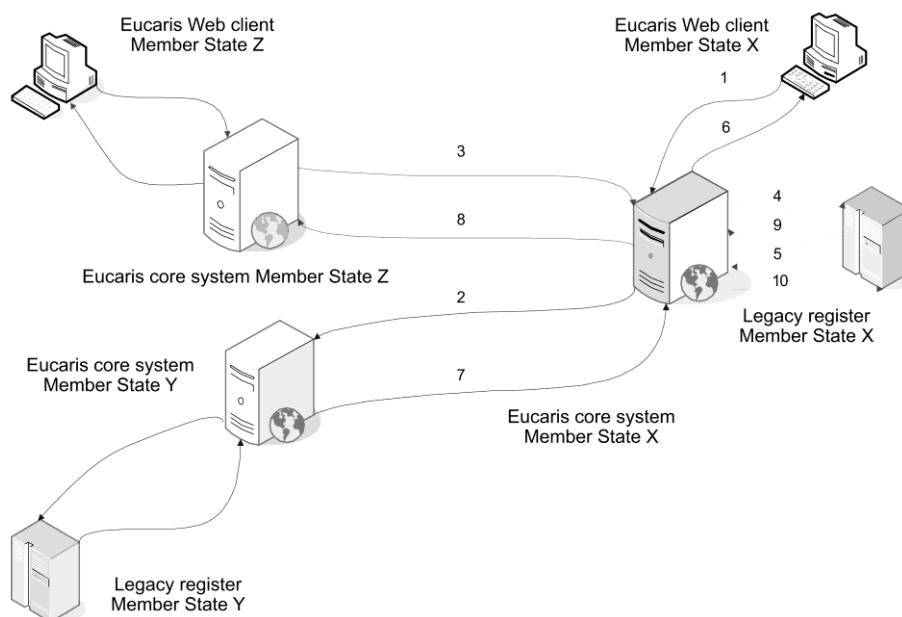 Eucaris Web client
Member State Z
Eucaris Web client
Member State X
1
6
3
4
8
9
5
10
Eucaris core system Member State Z
2
Legacy register
Member State X
Eucaris core system
Member State Y
7
Eucaris core system
Member State X
Legacy register
Member State Y